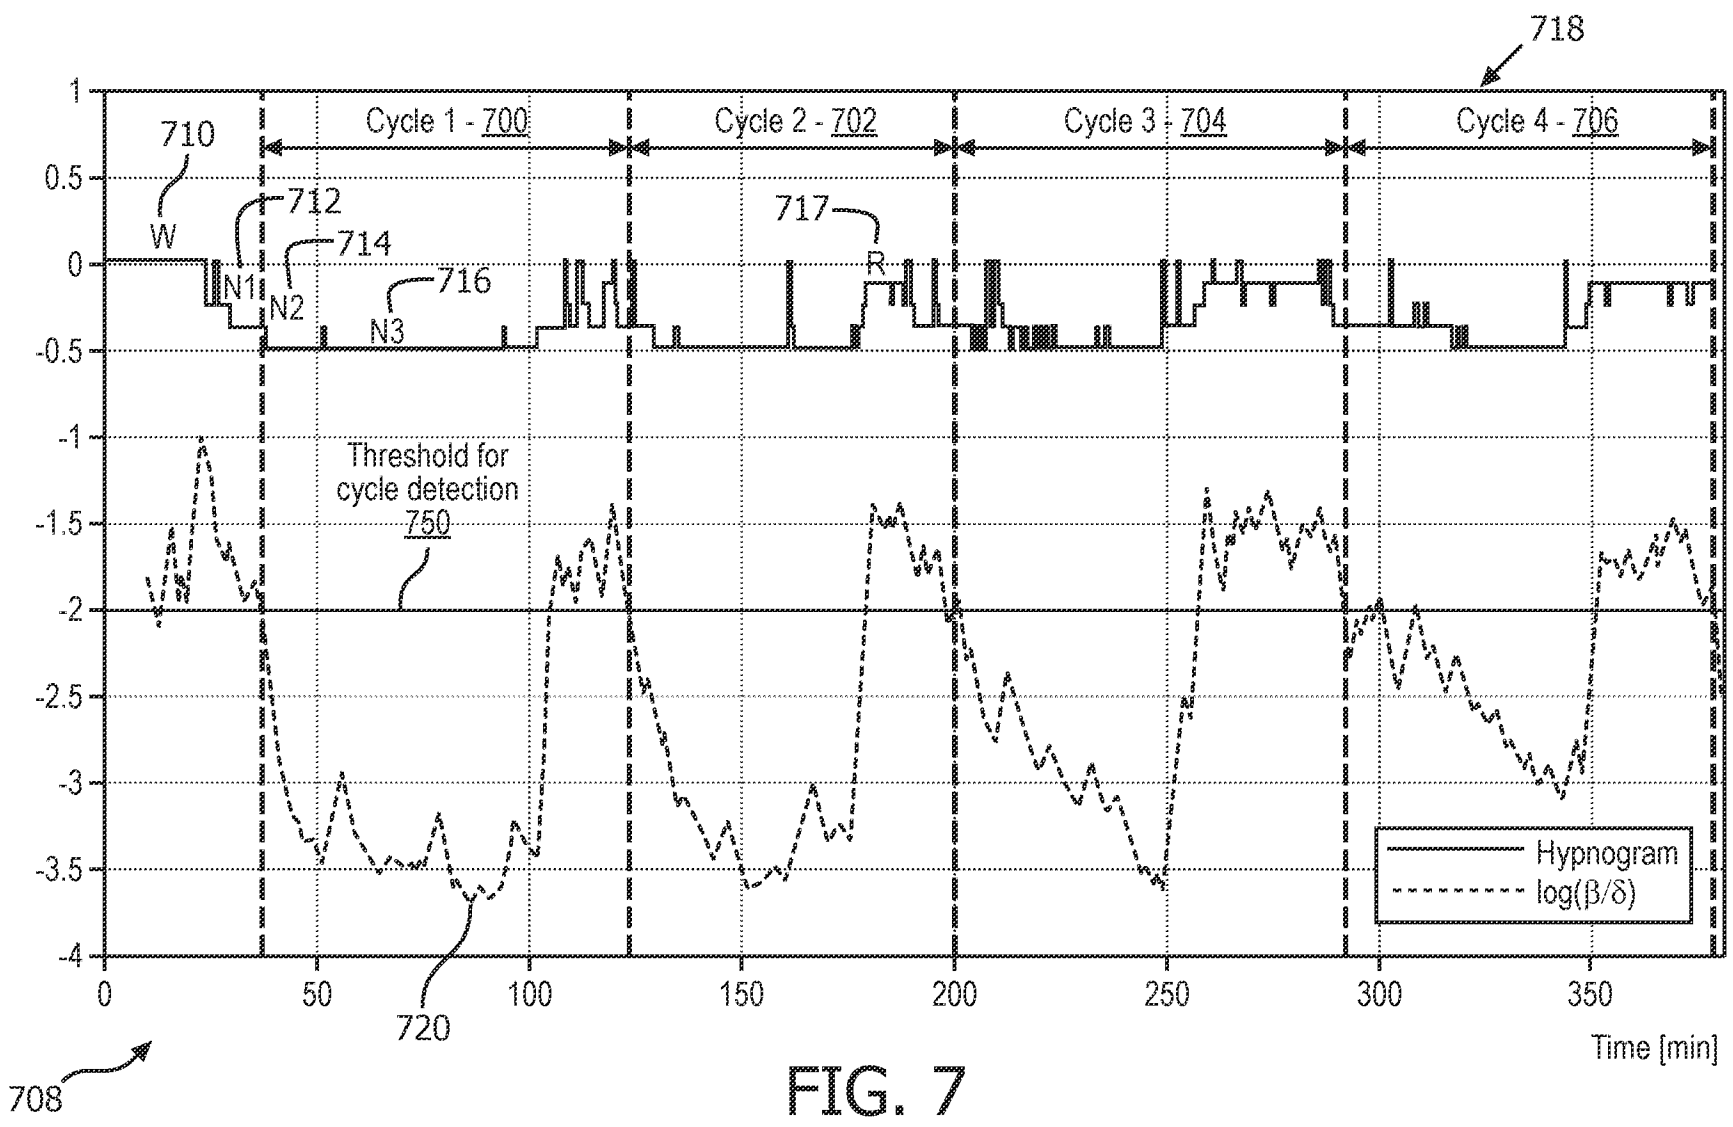 718
1
Cycle 1 - 700
Cycle 2 - 702
Cycle 3 - 704
Cycle 4 - 706
710
0.5
712
717
W
714
R
0
N1
716
N2
N3
-0.5
-1
Threshold for
cycle detection
750
-1.5
-2
-2.5
-3
Hypnogram
-3.5
log(β/δ)
-4
0
50
100
150
200
250
300
350
720
Time [min]
708
FIG. 7